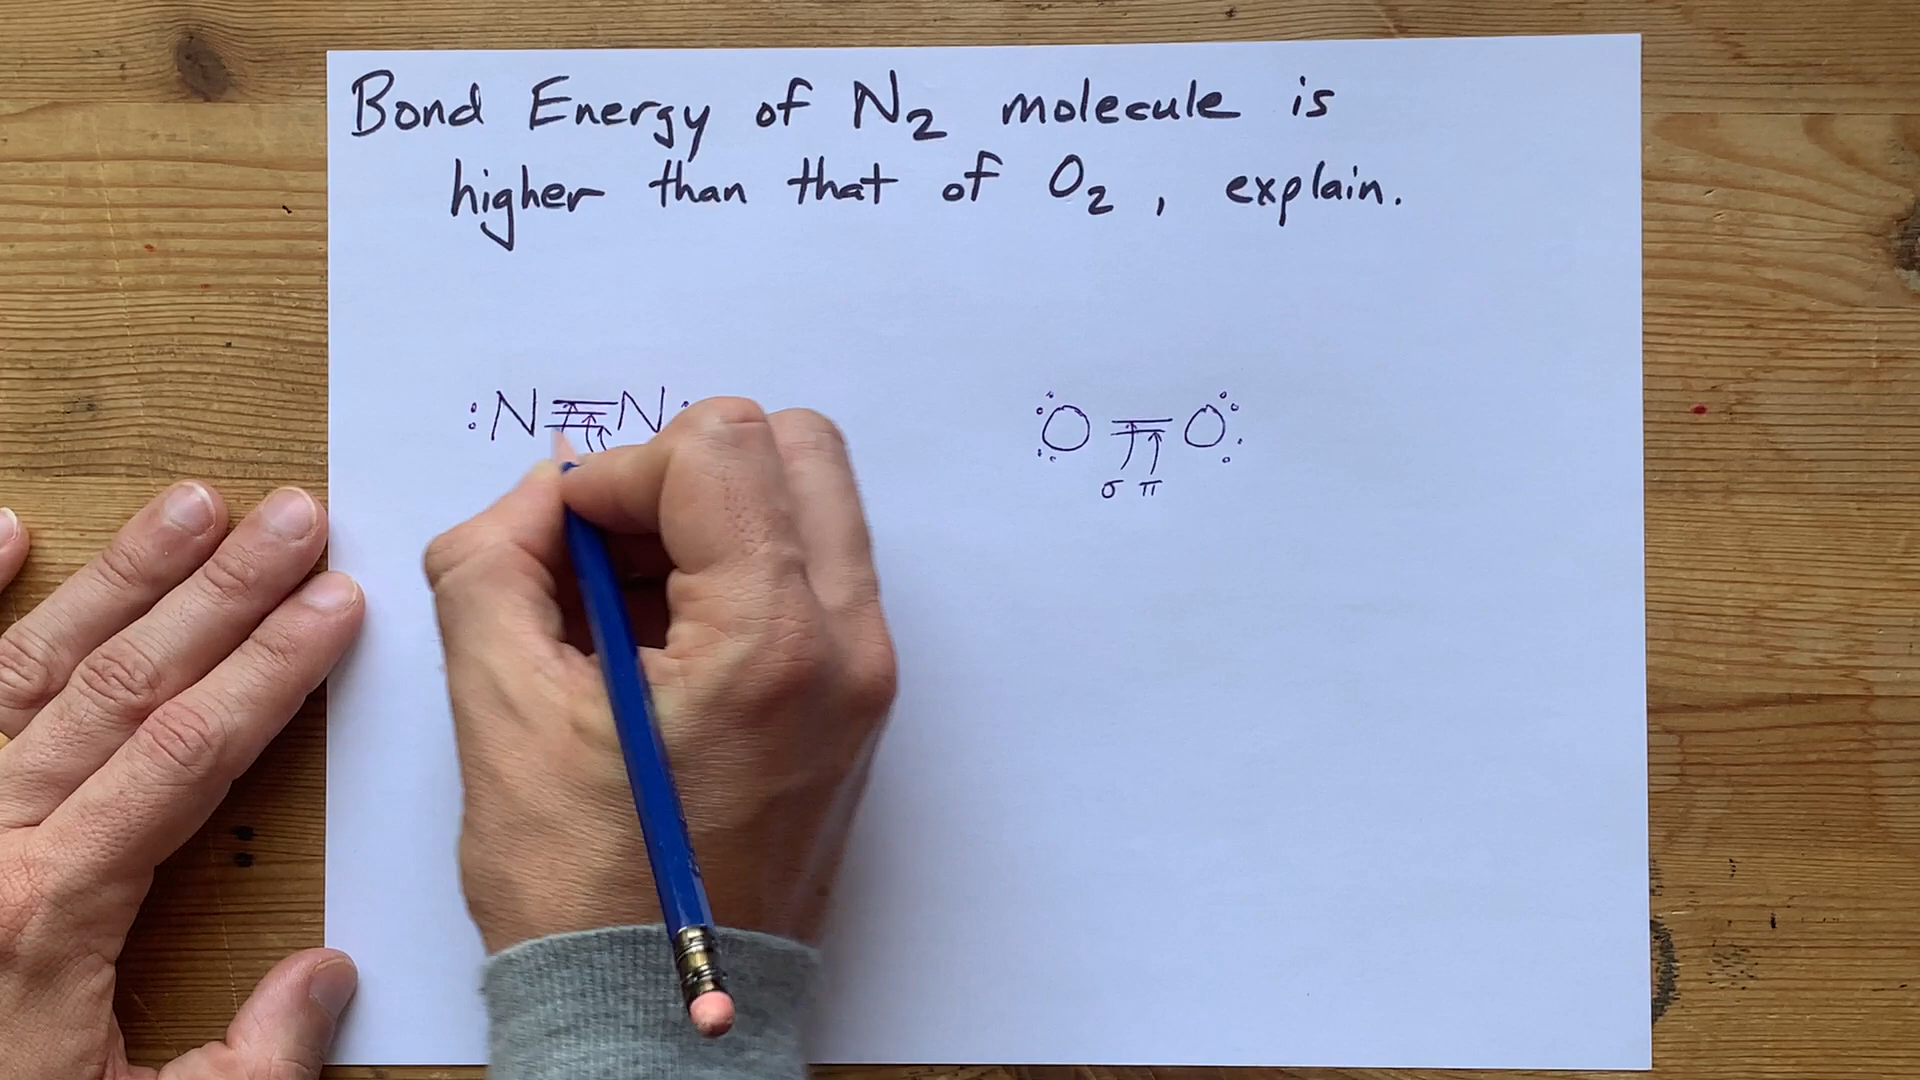 Bond Energy of N₂ molecule is
higher than that of O₂, explain.
:N≡N: O=O
σ π